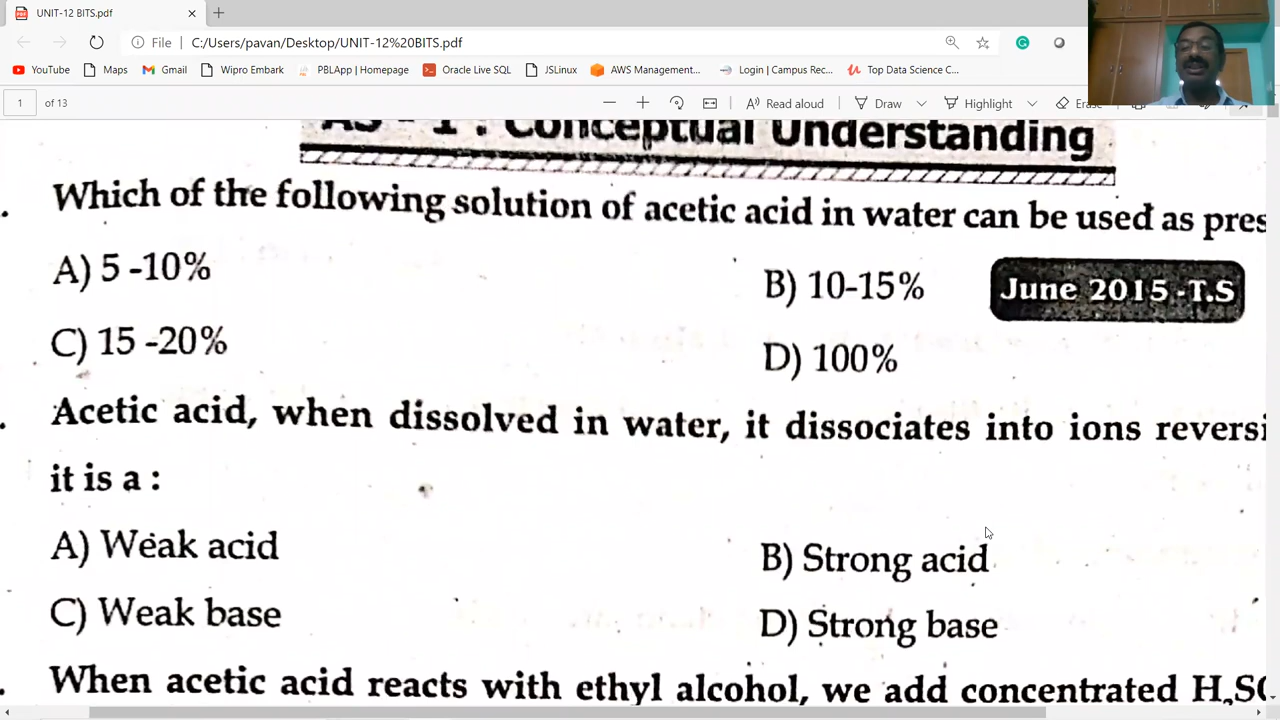 UNIT-12 BITS.pdf
File C:/Users/pavan/Desktop/UNIT-12%20BITS.pdf
YouTube Maps Gmail Wipro Embark PBLApp | Homepage Oracle Live SQL JSLinux AWS Management... Login | Campus Rec... Top Data Science C...
1 of 13 Read aloud Draw Highlight
AS - 1 : Conceptual Understanding
Which of the following solution of acetic acid in water can be used as pres
A) 5 -10% B) 10-15% June 2015 -T.S
C) 15 -20% D) 100%
Acetic acid, when dissolved in water, it dissociates into ions reversi
it is a :
A) Weak acid B) Strong acid
C) Weak base D) Strong base
When acetic acid reacts with ethyl alcohol, we add concentrated